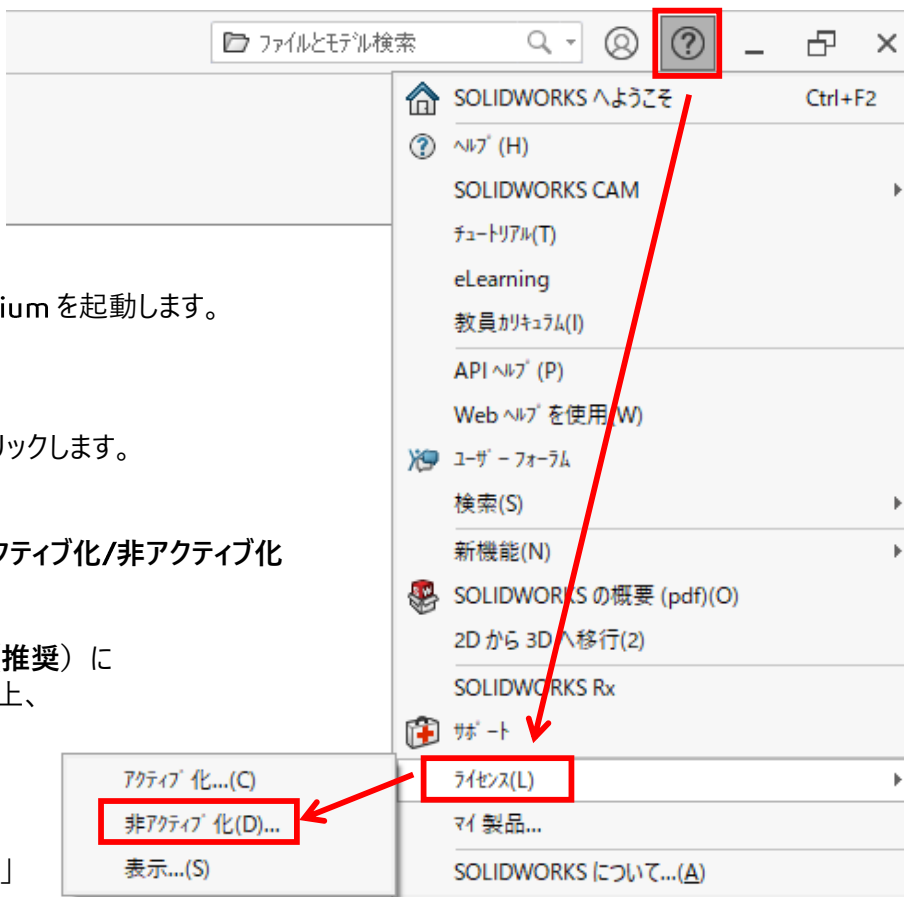 ファイルとモデル検索
SOLIDWORKS へようこそ Ctrl+F2
ヘルプ (H)
SOLIDWORKS CAM
チュートリアル(T)
eLearning
教員カリキュラム(I)
API ヘルプ (P)
Web ヘルプ を使用(W)
ユーザー フォーラム
検索(S)
新機能(N)
SOLIDWORKS の概要 (pdf)(O)
2D から 3D へ移行(2)
SOLIDWORKS Rx
サポート
ライセンス(L)
マイ 製品...
SOLIDWORKS について...(A)
アクティブ 化...(C)
非アクティブ 化(D)...
表示...(S)
ium を起動します。
リックします。
クティブ化/非アクティブ化
推奨）に
上、
」